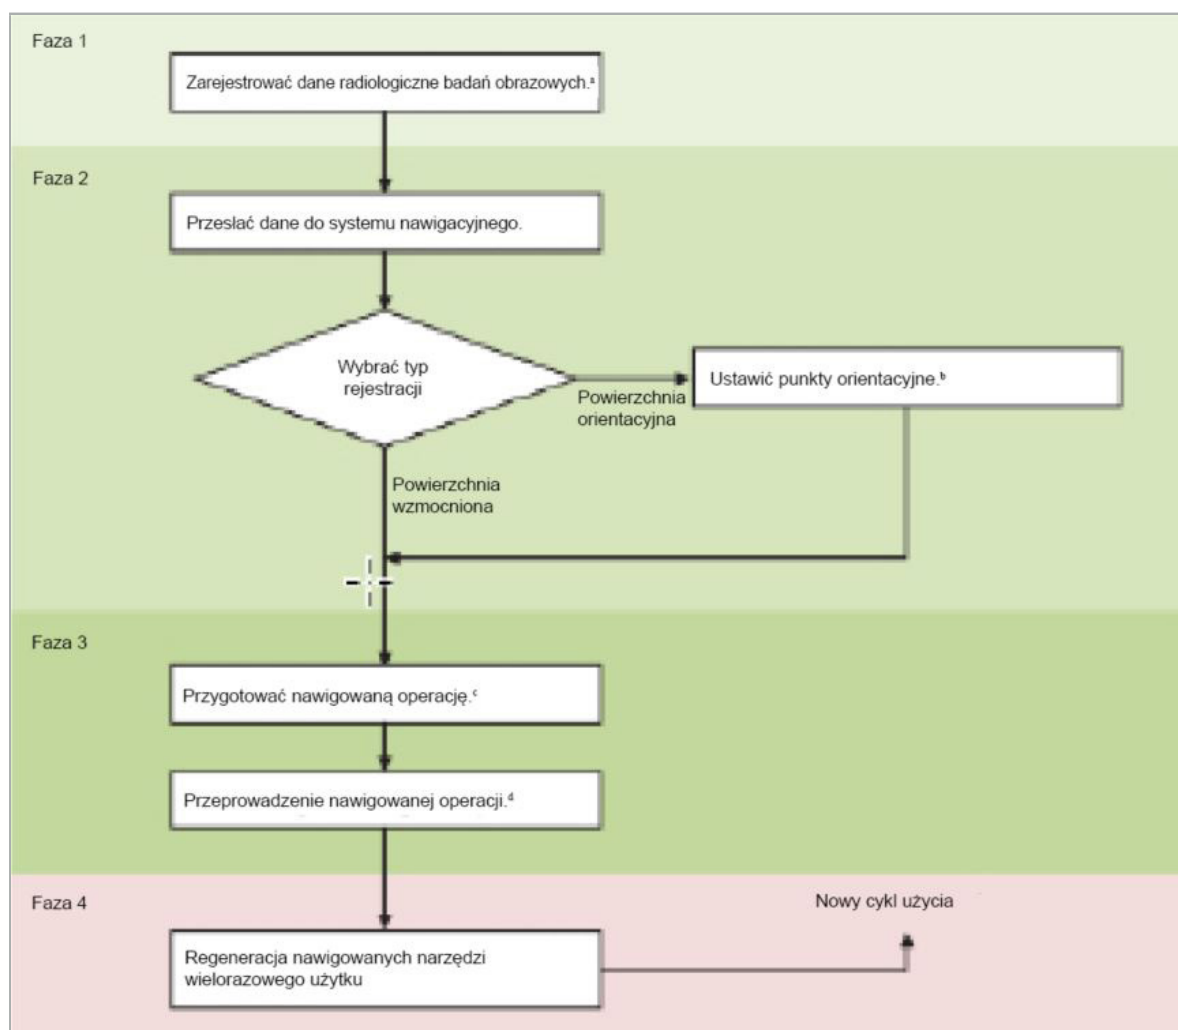 Faza 1
Zarejestrować dane radiologiczne badań obrazowych.ᵃ
Faza 2
Przesłać dane do systemu nawigacyjnego.
Wybrać typ
rejestracji
Powierzchnia
orientacyjna
Ustawić punkty orientacyjne.ᵇ
Powierzchnia
wzmocniona
Faza 3
Przygotować nawigowaną operację.ᶜ
Przeprowadzenie nawigowanej operacji.ᵈ
Faza 4
Nowy cykl użycia
Regeneracja nawigowanych narzędzi
wielorazowego użytku